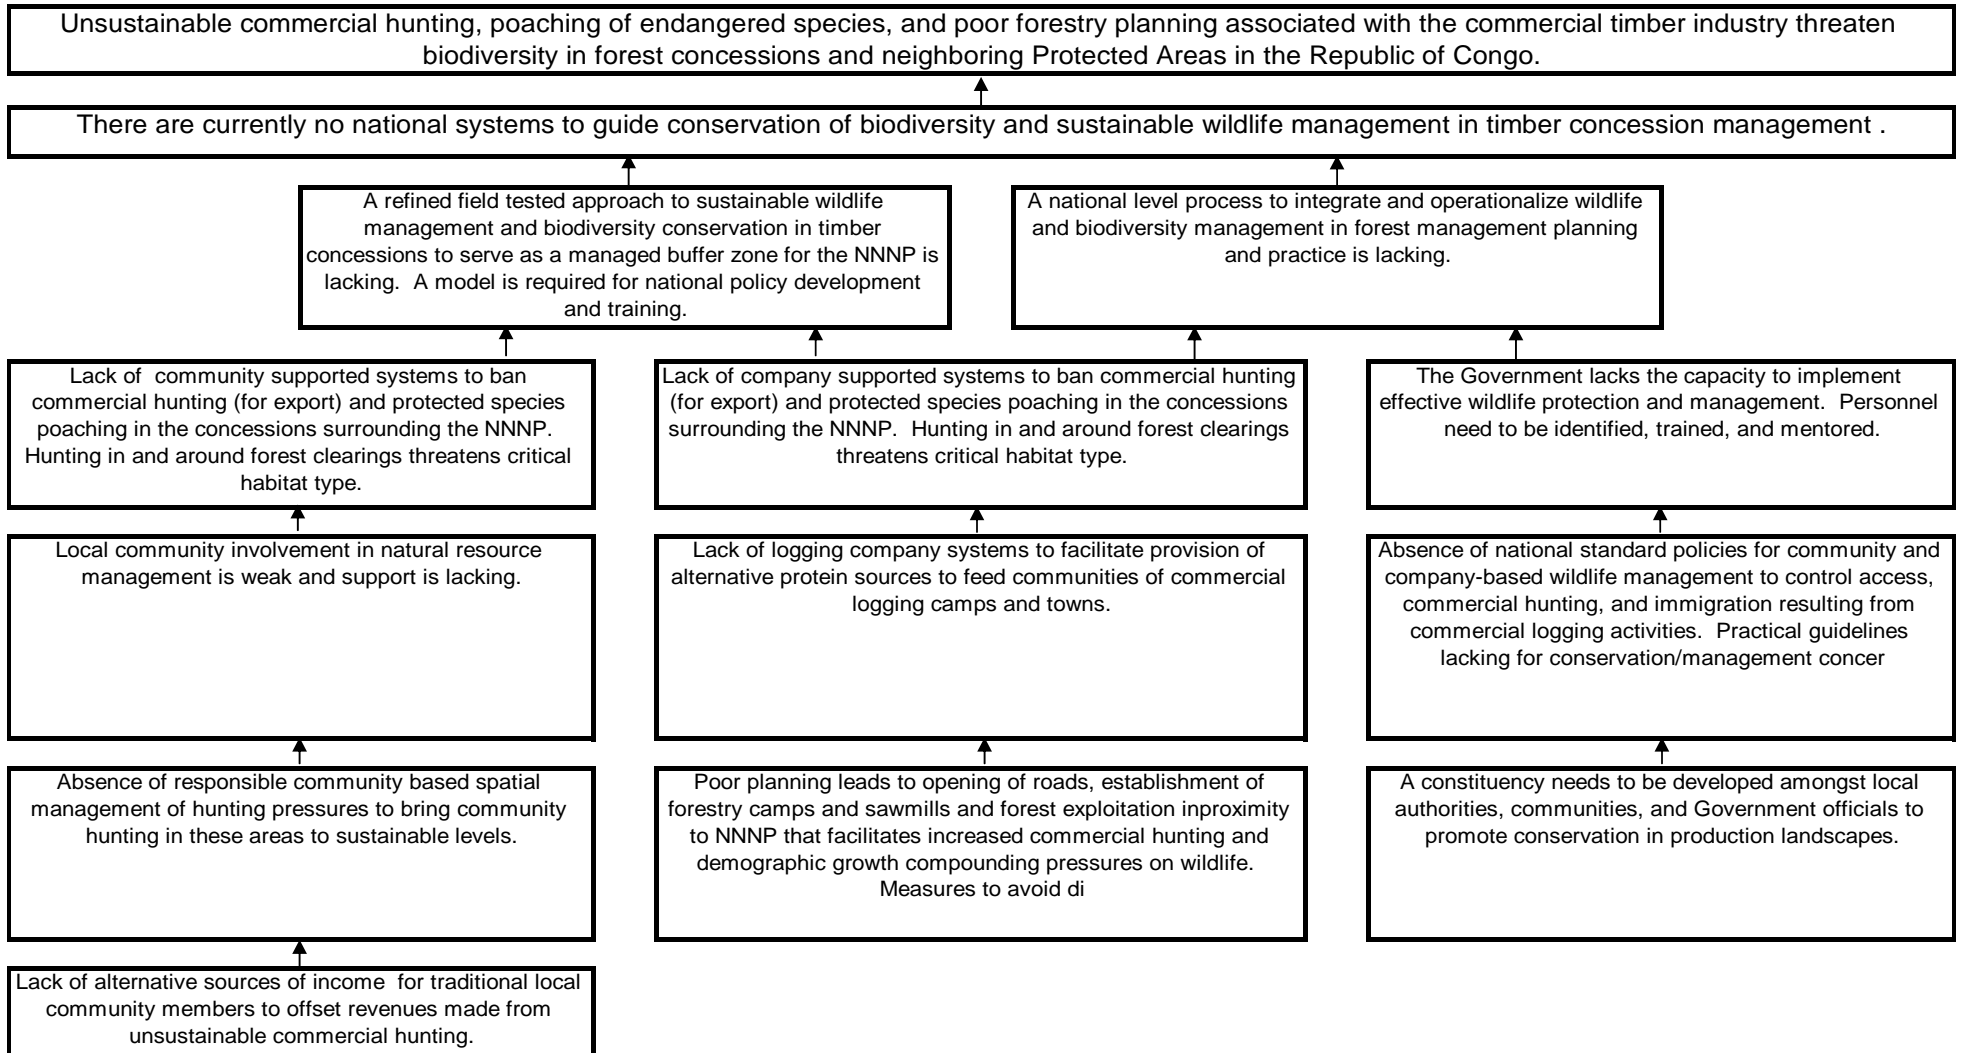 Unsustainable commercial hunting, poaching of endangered species, and poor forestry planning associated with the commercial timber industry threaten
biodiversity in forest concessions and neighboring Protected Areas in the Republic of Congo.
There are currently no national systems to guide conservation of biodiversity and sustainable wildlife management in timber concession management .
A refined field tested approach to sustainable wildlife
management and biodiversity conservation in timber
concessions to serve as a managed buffer zone for the NNNP is
lacking.  A model is required for national policy development
and training.
A national level process to integrate and operationalize wildlife
and biodiversity management in forest management planning
and practice is lacking.
Lack of  community supported systems to ban
commercial hunting (for export) and protected species
poaching in the concessions surrounding the NNNP.
Hunting in and around forest clearings threatens critical
habitat type.
Lack of company supported systems to ban commercial hunting
(for export) and protected species poaching in the concessions
surrounding the NNNP.  Hunting in and around forest clearings
threatens critical habitat type.
The Government lacks the capacity to implement
effective wildlife protection and management.  Personnel
need to be identified, trained, and mentored.
Local community involvement in natural resource
management is weak and support is lacking.
Lack of logging company systems to facilitate provision of
alternative protein sources to feed communities of commercial
logging camps and towns.
Absence of national standard policies for community and
company-based wildlife management to control access,
commercial hunting, and immigration resulting from
commercial logging activities.  Practical guidelines
lacking for conservation/management concer
Absence of responsible community based spatial
management of hunting pressures to bring community
hunting in these areas to sustainable levels.
Poor planning leads to opening of roads, establishment of
forestry camps and sawmills and forest exploitation inproximity
to NNNP that facilitates increased commercial hunting and
demographic growth compounding pressures on wildlife.
Measures to avoid di
A constituency needs to be developed amongst local
authorities, communities, and Government officials to
promote conservation in production landscapes.
Lack of alternative sources of income  for traditional local
community members to offset revenues made from
unsustainable commercial hunting.